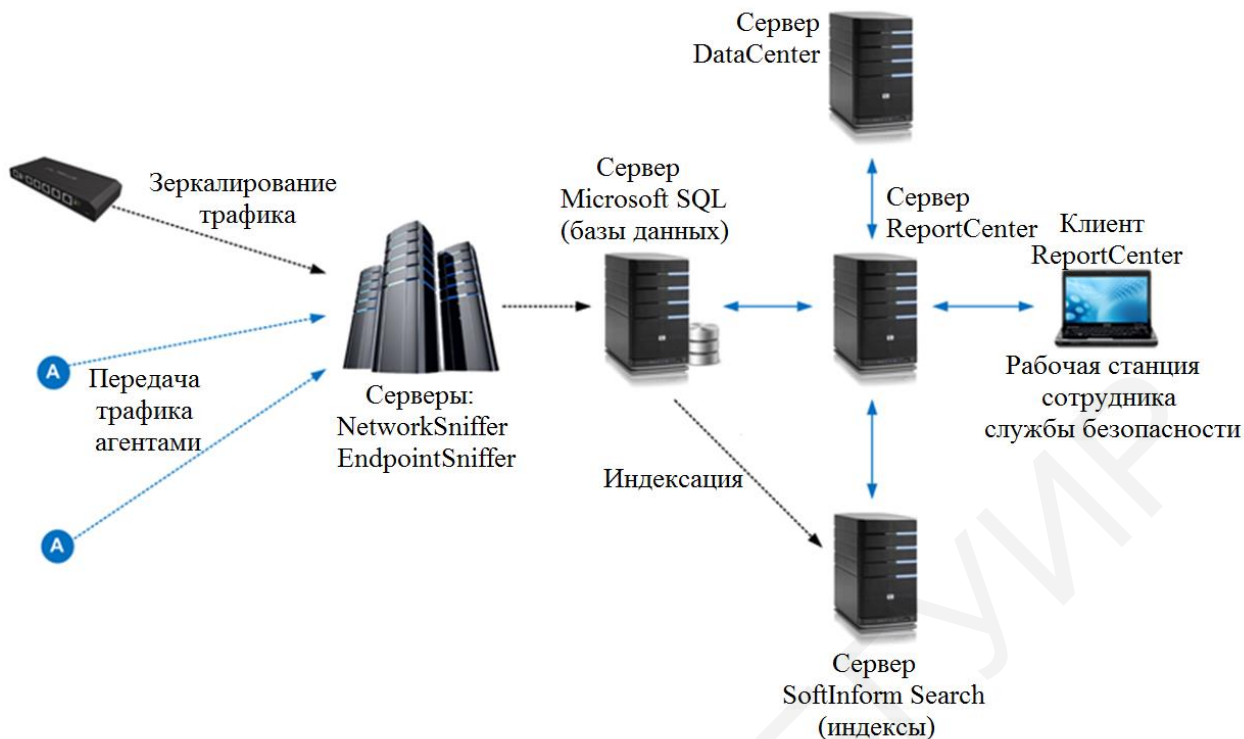 Сервер
DataCenter
Зеркалирование
трафика
Сервер
Microsoft SQL
(базы данных)
Сервер
ReportCenter
Клиент
ReportCenter
A
Передача
трафика
агентами
Серверы:
NetworkSniffer
EndpointSniffer
Рабочая станция
сотрудника
службы безопасности
Индексация
A
Сервер
SoftInform Search
(индексы)
ГУИР